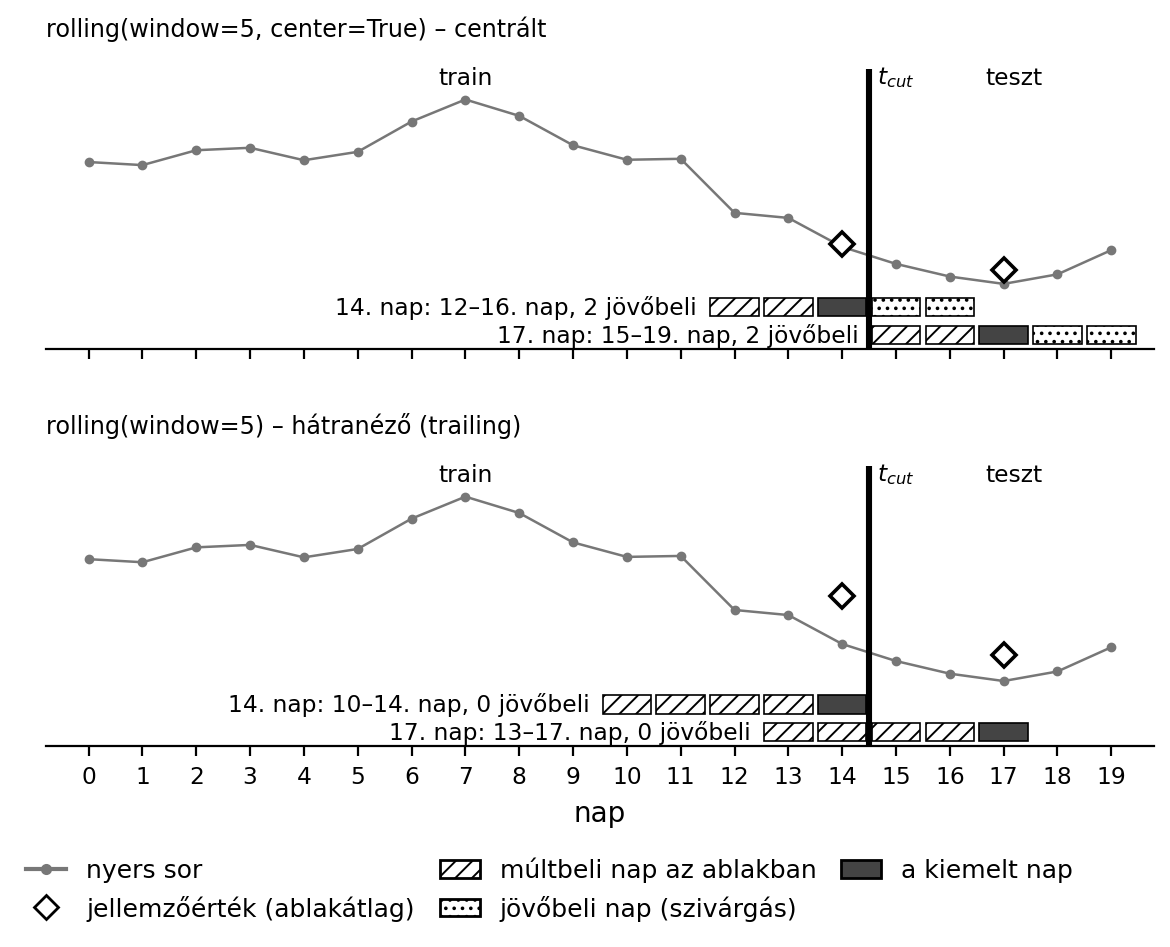 rolling(window=5, center=True) – centrált
train
t_cut
teszt
14. nap: 12–16. nap, 2 jövőbeli
17. nap: 15–19. nap, 2 jövőbeli
rolling(window=5) – hátranéző (trailing)
train
t_cut
teszt
14. nap: 10–14. nap, 0 jövőbeli
17. nap: 13–17. nap, 0 jövőbeli
0 1 2 3 4 5 6 7 8 9 10 11 12 13 14 15 16 17 18 19
nap
nyers sor
múltbeli nap az ablakban
a kiemelt nap
jellemzőérték (ablakátlag)
jövőbeli nap (szivárgás)